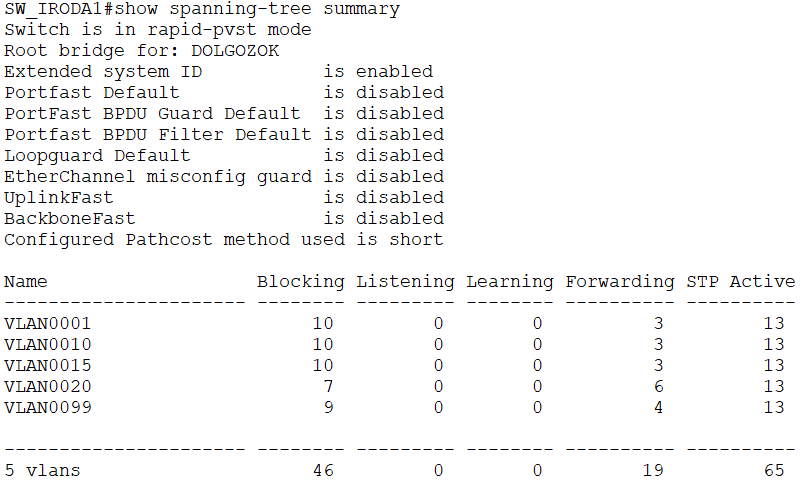 SW_IRODA1#show spanning-tree summary
Switch is in rapid-pvst mode
Root bridge for: DOLGOZOK
Extended system ID           is enabled
Portfast Default             is disabled
PortFast BPDU Guard Default  is disabled
Portfast BPDU Filter Default is disabled
Loopguard Default            is disabled
EtherChannel misconfig guard is disabled
UplinkFast                   is disabled
BackboneFast                 is disabled
Configured Pathcost method used is short

Name                   Blocking Listening Learning Forwarding STP Active
---------------------- -------- --------- -------- ---------- ----------
VLAN0001                    10         0        0          3         13
VLAN0010                    10         0        0          3         13
VLAN0015                    10         0        0          3         13
VLAN0020                     7         0        0          6         13
VLAN0099                     9         0        0          4         13

---------------------- -------- --------- -------- ---------- ----------
5 vlans                     46         0        0         19         65